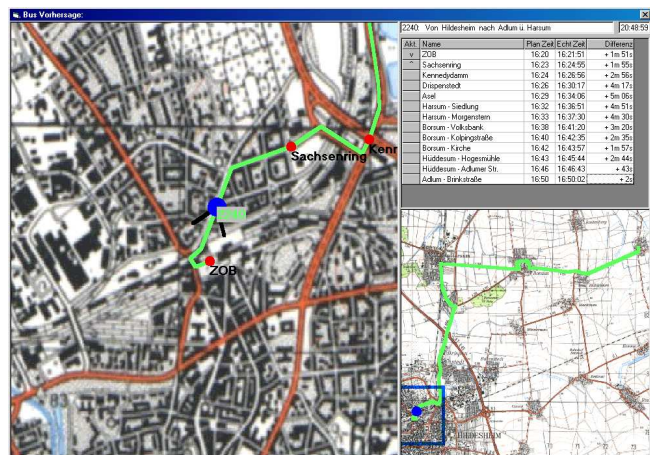 Bus Vorhersage:
2240: Von Hildesheim nach Adlum ü. Harsum 20:48:59
Akt. Name Plan Zeit Echt Zeit Differenz
v ZOB 16:20 16:21:51 + 1m 51s
^ Sachsenring 16:23 16:24:55 + 1m 55s
Kennedydamm 16:24 16:26:56 + 2m 56s
Drispenstedt 16:26 16:30:17 + 4m 17s
Asel 16:29 16:34:06 + 5m 06s
Harsum - Siedlung 16:32 16:36:51 + 4m 51s
Harsum - Morgenstern 16:33 16:37:30 + 4m 30s
Borsum - Volksbank 16:38 16:41:20 + 3m 20s
Borsum - Kolpingstraße 16:40 16:42:35 + 2m 35s
Borsum - Kirche 16:42 16:43:57 + 1m 57s
Hüddesum - Hogesmühle 16:43 16:45:44 + 2m 44s
Hüddesum - Adlumer Str. 16:46 16:46:43 + 43s
Adlum - Brinkstraße 16:50 16:50:02 + 2s
Sachsenring
Kenn
ZOB
HILDESHEIM